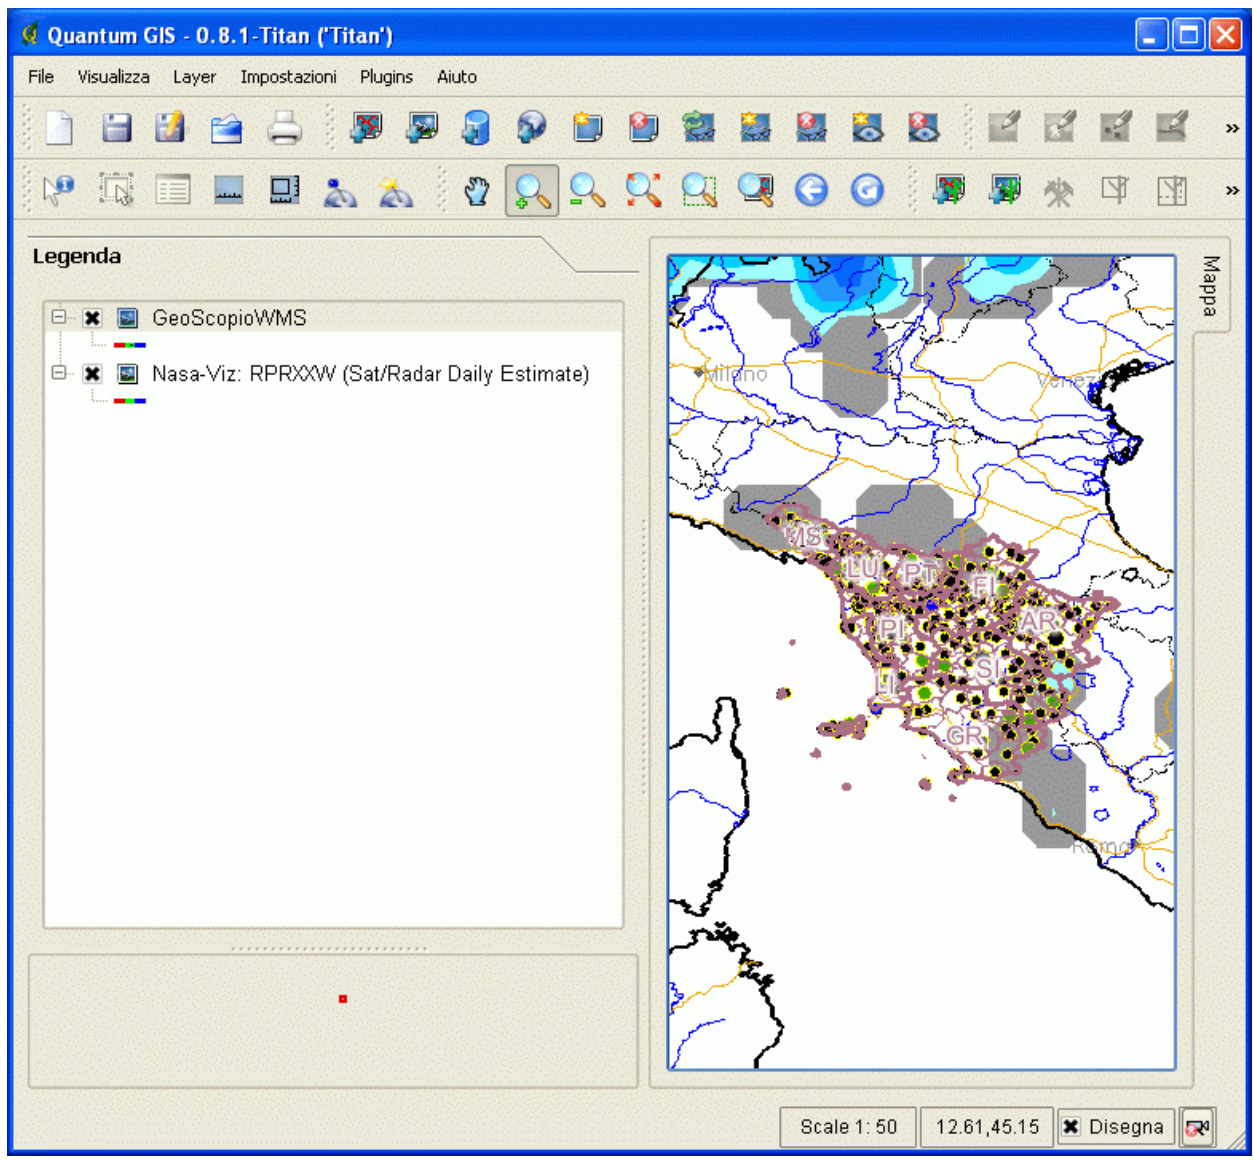 Quantum GIS - 0.8.1-Titan ('Titan')
File Visualizza Layer Impostazioni Plugins Aiuto
Legenda
GeoScopioWMS
Nasa-Viz: RPRXXW (Sat/Radar Daily Estimate)
Mappa
Milano
MS
LU PT FI
PI AR
LI SI
GR
Roma
Scale 1: 50
12.61,45.15
Disegna